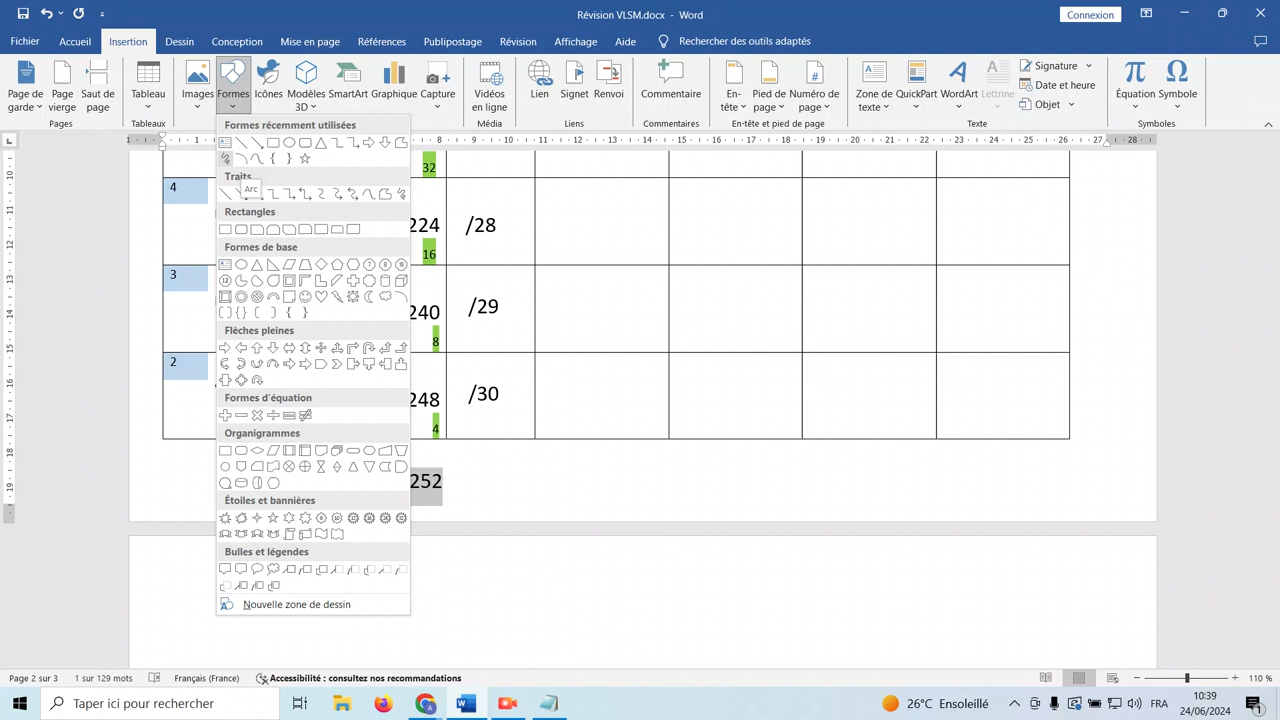 Révision VLSM.docx - Word
Connexion
Fichier Accueil Insertion Dessin Conception Mise en page Références Publipostage Révision Affichage Aide Rechercher des outils adaptés
Page de garde
Page vierge
Saut de page
Tableau
Images
Formes
Icônes
Modèles 3D
SmartArt
Graphique
Capture
Vidéos en ligne
Lien
Signet
Renvoi
Commentaire
En-tête
Pied de page
Numéro de page
Zone de texte
QuickPart
WordArt
Lettrine
Signature
Date et heure
Objet
Équation
Symbole
Pages Tableaux Média Liens Commentaires En-tête et pied de page Texte Symboles
Formes récemment utilisées
Traits
Arc
Rectangles
Formes de base
Flèches pleines
Formes d'équation
Organigrammes
Étoiles et bannières
Bulles et légendes
Nouvelle zone de dessin
32
4
224 /28
16
3
240 /29
8
2
248 /30
4
252
Page 2 sur 3 1 sur 129 mots Français (France) Accessibilité : consultez nos recommandations 110 %
Taper ici pour rechercher
26°C Ensoleillé
FRA
10:39
24/06/2024